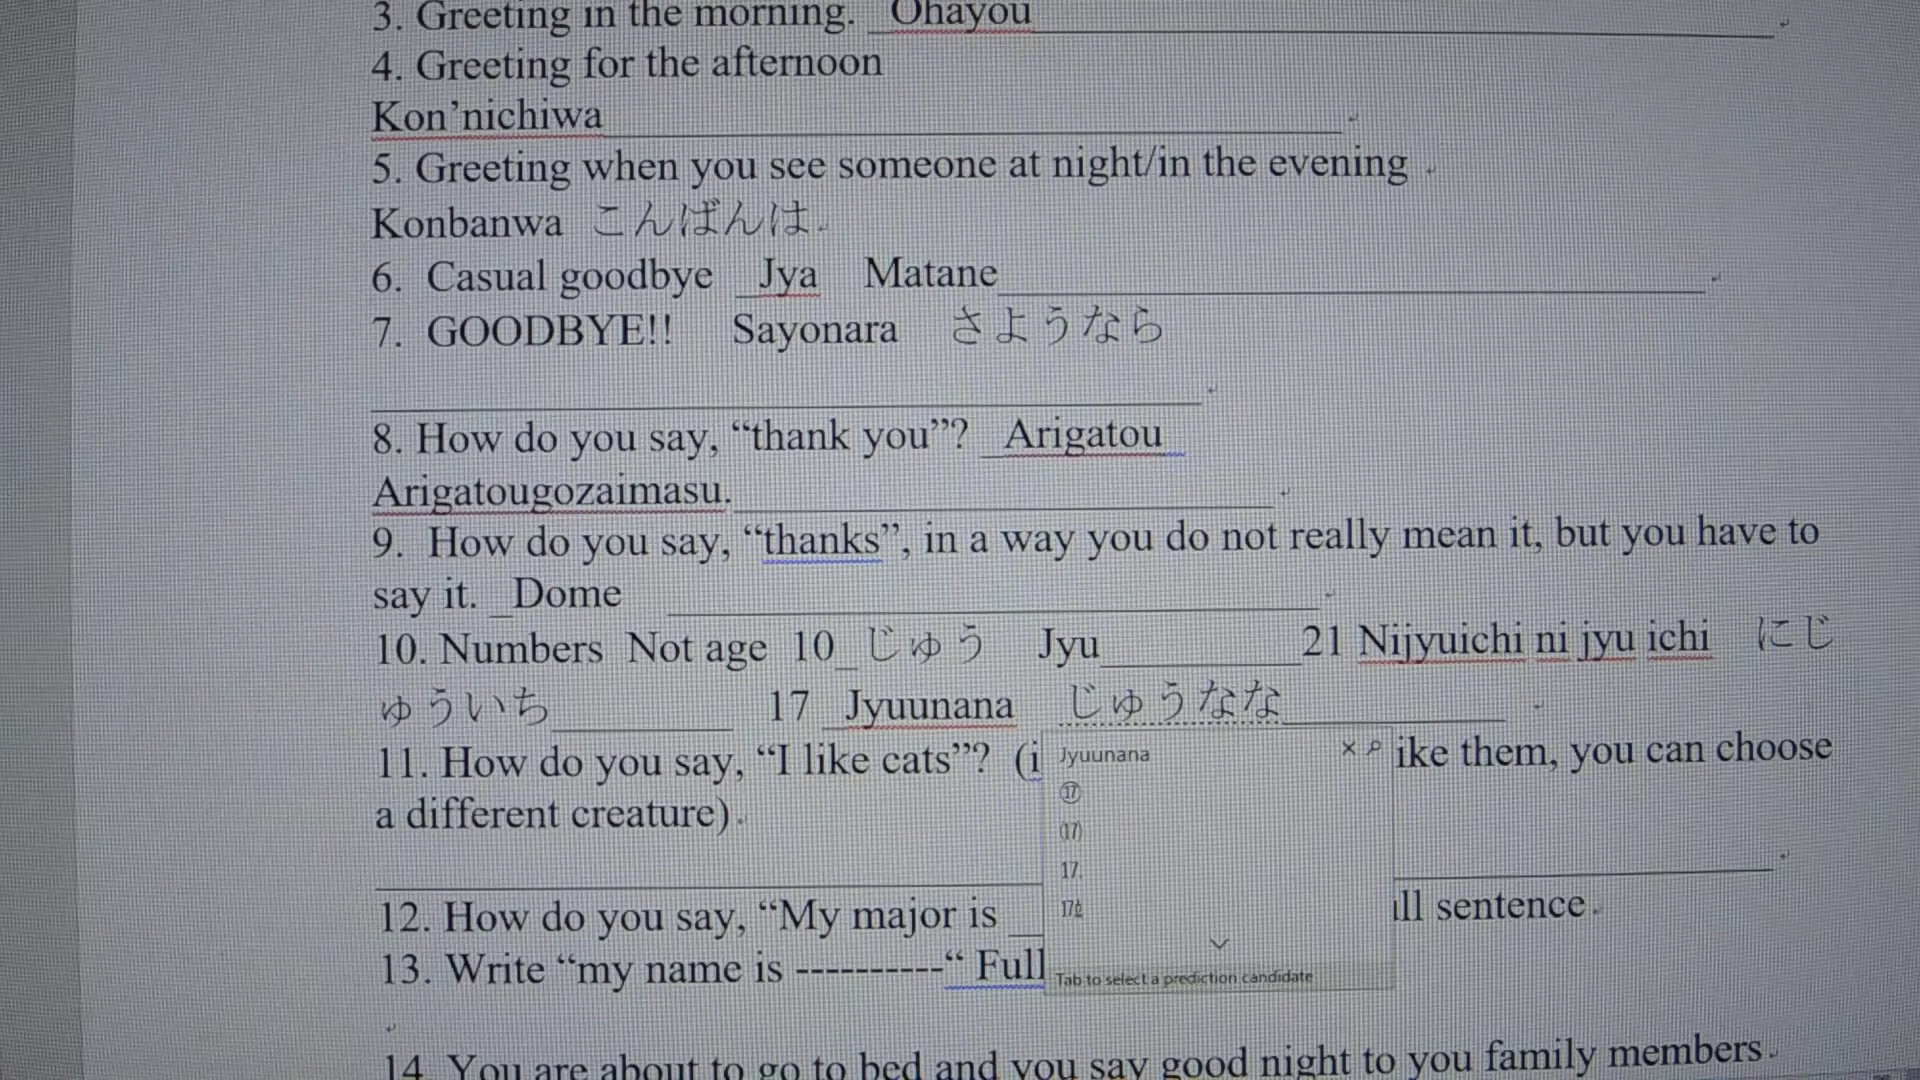 3. Greeting in the morning. Ohayou
4. Greeting for the afternoon
Kon’nichiwa
5. Greeting when you see someone at night/in the evening
Konbanwa こんばんは
6. Casual goodbye Jya Matane
7. GOODBYE!! Sayonara さようなら
8. How do you say, “thank you”? Arigatou
Arigatougozaimasu.
9. How do you say, “thanks”, in a way you do not really mean it, but you have to
say it. Dome
10. Numbers Not age 10 じゅう Jyu 21 Nijyuichi ni jyu ichi にじ
ゅういち 17 Jyuunana じゅうなな
11. How do you say, “I like cats”? (i ike them, you can choose
a different creature)
Jyuunana
⑰
(17)
17.
12. How do you say, “My major is ll sentence
13. Write “my name is ----------“ Full
Tab to select a prediction candidate
14 You are about to go to bed and you say good night to you family members